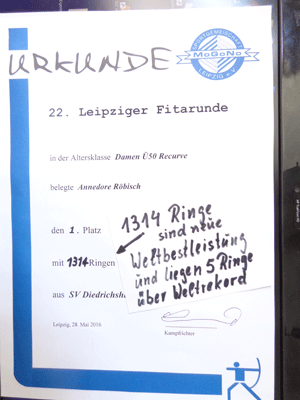 URKUNDE
SPORTGEMEINSCHAFT
MoGoNo
LEIPZIG e.V.
22. Leipziger Fitarunde
in der Altersklasse Damen Ü50 Recurve
belegte Annedore Röbisch
den 1. Platz
mit 1314 Ringen
aus SV Diedrichsh
1314 Ringe
sind neue
Weltbestleistung
und liegen 5 Ringe
über Weltrekord
Leipzig, 28. Mai 2016
Kampfrichter